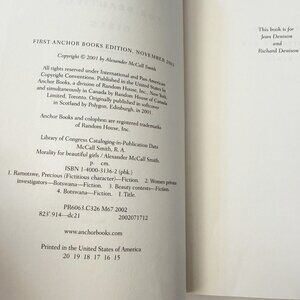 FIRST ANCHOR BOOKS EDITION, NOVEMBER 2002
Copyright © 2001 by Alexander McCall Smith
All rights reserved under International and Pan-American
Copyright Conventions. Published in the United States by
Anchor Books, a division of Random House, Inc., New York,
and simultaneously in Canada by Random House of Canada
Limited, Toronto. Originally published in softcover
in Scotland by Polygon, Edinburgh, in 2001
Anchor Books and colophon are registered trademarks
of Random House, Inc.
Library of Congress Cataloging-in-Publication Data
McCall Smith, R. A.
Morality for beautiful girls / Alexander McCall Smith.
p. cm.
ISBN 1-4000-3136-2 (pbk.)
1. Ramotswe, Precious (Fictitious character)—Fiction. 2. Women private
investigators—Botswana—Fiction. 3. Beauty contests—Fiction.
4. Botswana—Fiction. I. Title.
PR6063.C326 M67 2002
823'.914—dc21 2002071712
www.anchorbooks.com
Printed in the United States of America
20 19 18 17 16 15
This book is for
Jean Denison
and
Richard Denison